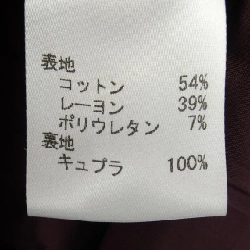 表地
コットン 54%
レーヨン 39%
ポリウレタン 7%
裏地
キュプラ 100%